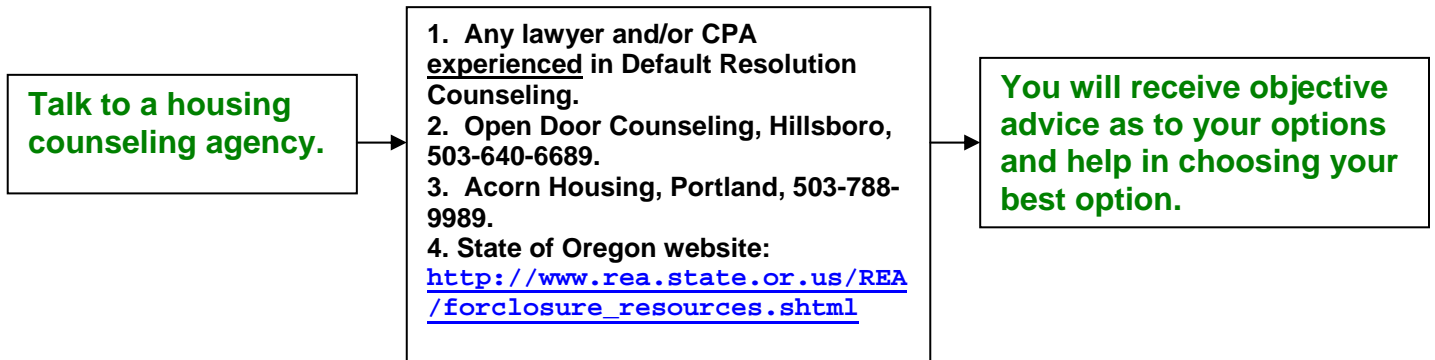 Talk to a housing
counseling agency.
1. Any lawyer and/or CPA
experienced in Default Resolution
Counseling.
2. Open Door Counseling, Hillsboro,
503-640-6689.
3. Acorn Housing, Portland, 503-788-
9989.
4. State of Oregon website:
http://www.rea.state.or.us/REA
/forclosure_resources.shtml
You will receive objective
advice as to your options
and help in choosing your
best option.